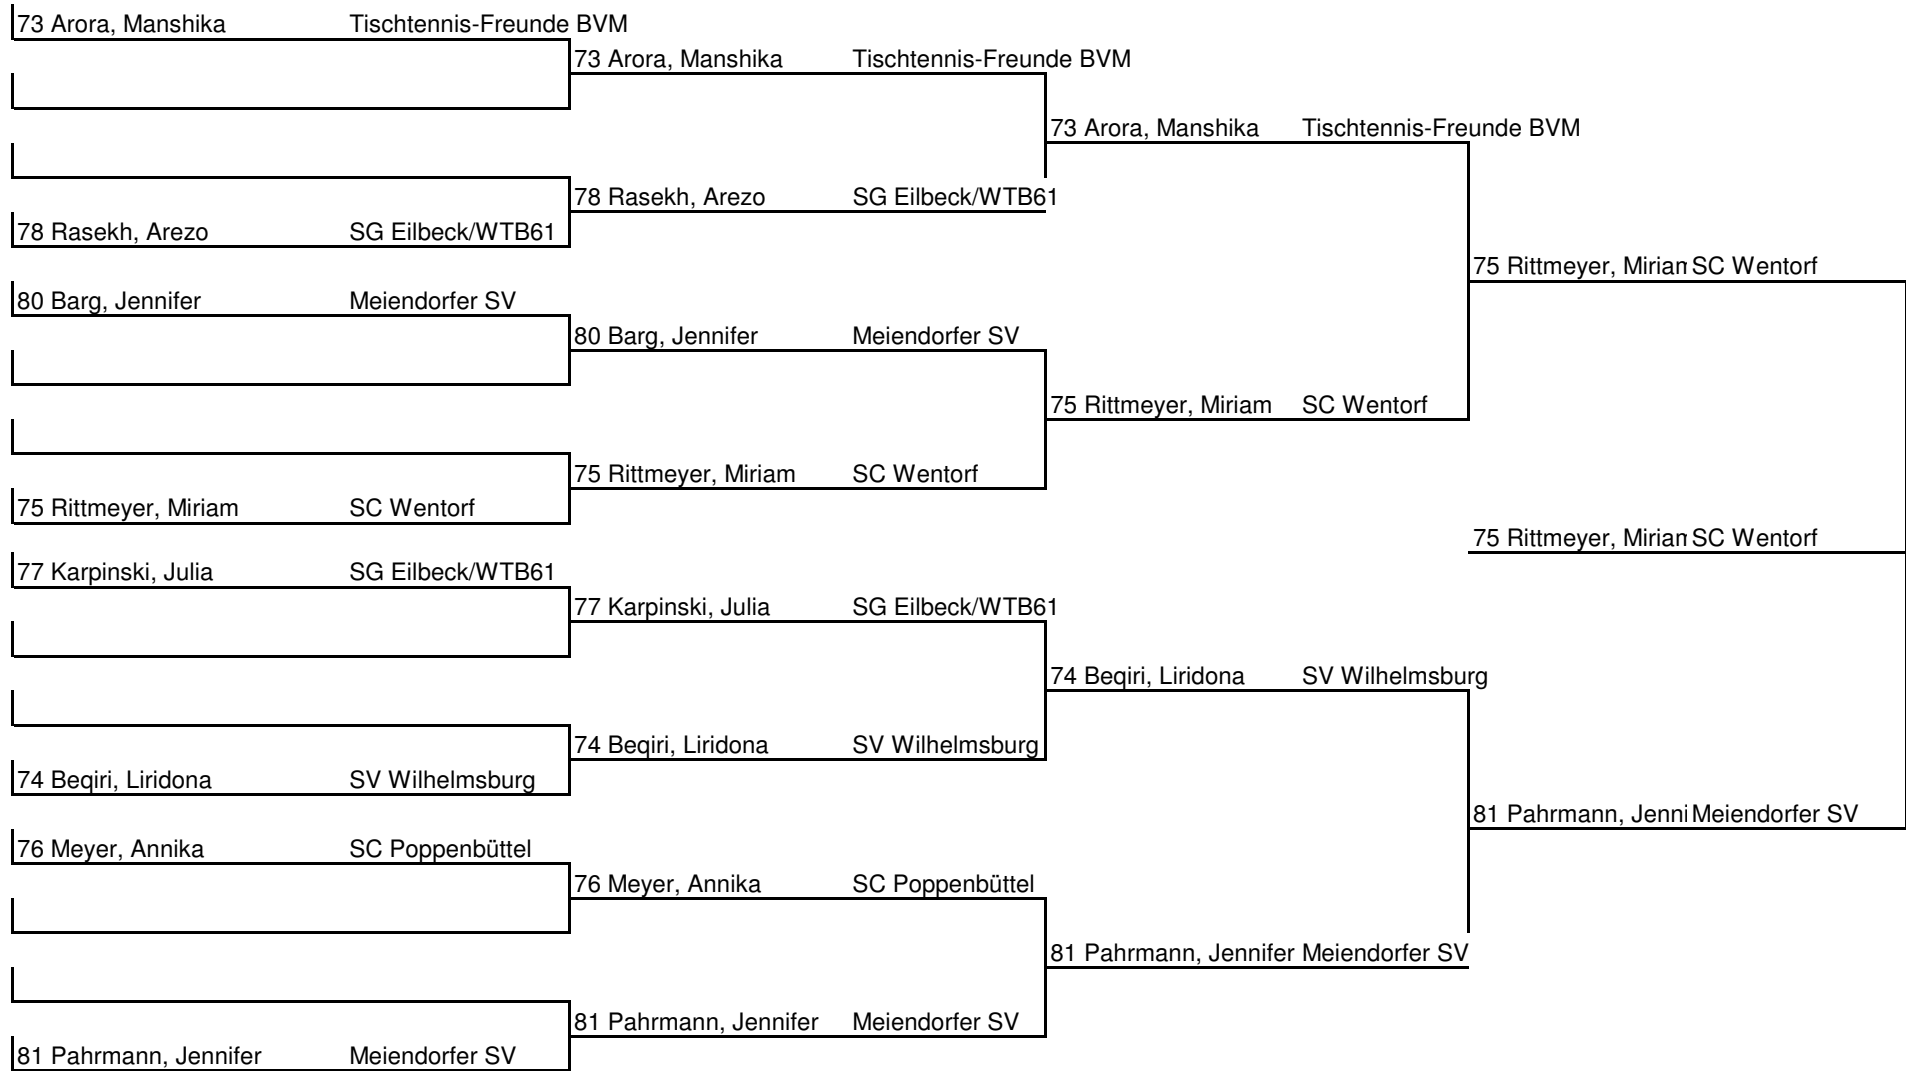 73 Arora, Manshika Tischtennis-Freunde BVM
73 Arora, Manshika Tischtennis-Freunde BVM
73 Arora, Manshika Tischtennis-Freunde BVM
78 Rasekh, Arezo SG Eilbeck/WTB61
78 Rasekh, Arezo SG Eilbeck/WTB61
75 Rittmeyer, Mirian SC Wentorf
80 Barg, Jennifer Meiendorfer SV
80 Barg, Jennifer Meiendorfer SV
75 Rittmeyer, Miriam SC Wentorf
75 Rittmeyer, Miriam SC Wentorf
75 Rittmeyer, Miriam SC Wentorf
75 Rittmeyer, Mirian SC Wentorf
77 Karpinski, Julia SG Eilbeck/WTB61
77 Karpinski, Julia SG Eilbeck/WTB61
74 Beqiri, Liridona SV Wilhelmsburg
74 Beqiri, Liridona SV Wilhelmsburg
74 Beqiri, Liridona SV Wilhelmsburg
81 Pahrmann, Jenni Meiendorfer SV
76 Meyer, Annika SC Poppenbüttel
76 Meyer, Annika SC Poppenbüttel
81 Pahrmann, Jennifer Meiendorfer SV
81 Pahrmann, Jennifer Meiendorfer SV
81 Pahrmann, Jennifer Meiendorfer SV